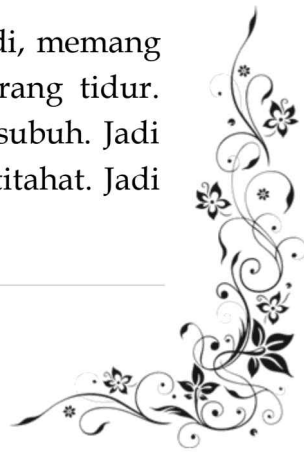 di, memang
rang tidur.
subuh. Jadi
titahat. Jadi